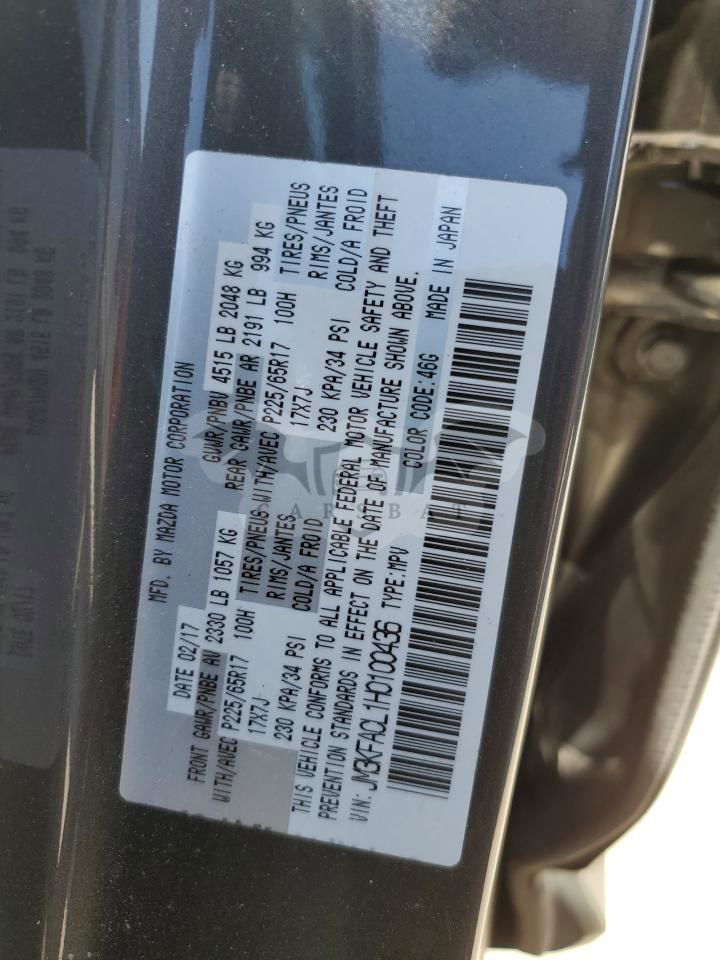 MFD. BY MAZDA MOTOR CORPORATION
DATE 02/17 GVWR/PNBV 4515 LB 2048 KG
FRONT GAWR/PNBE AV 2330 LB 1057 KG REAR GAWR/PNBE AR 2191 LB 994 KG
WITH/AVEC P225/65R17 100H TIRES/PNEUS WITH/AVEC P225/65R17 100H TIRES/PNEUS
17X7J RIMS/JANTES 17X7J RIMS/JANTES
230 KPA/34 PSI COLD/A FROID 230 KPA/34 PSI COLD/A FROID
THIS VEHICLE CONFORMS TO ALL APPLICABLE FEDERAL MOTOR VEHICLE SAFETY AND THEFT
PREVENTION STANDARDS IN EFFECT ON THE DATE OF MANUFACTURE SHOWN ABOVE.
VIN: JM3KFACL1H0100436 TYPE:MPV COLOR CODE:46G MADE IN JAPAN
CARSBAT